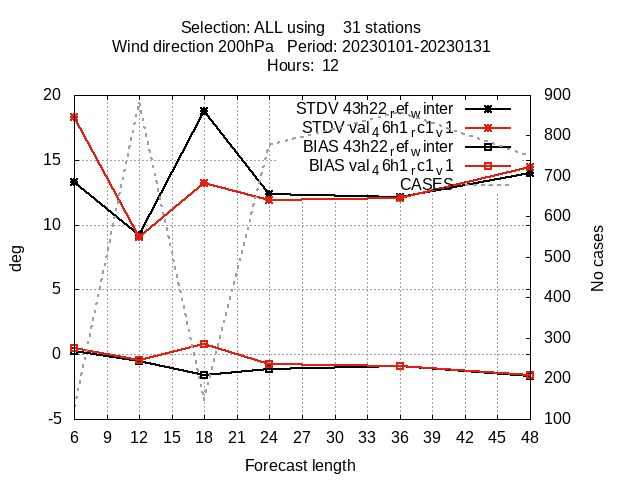 Selection: ALL using    31 stations
Wind direction 200hPa   Period: 20230101-20230131
Hours:  12
STDV 43h22_ref_winter
STDV val_46h1_rc1_v1
BIAS 43h22_ref_winter
BIAS val_46h1_rc1_v1
CASES
20
15
10
5
0
-5
deg
900
800
700
600
500
400
300
200
100
No cases
6 9 12 15 18 21 24 27 30 33 36 39 42 45 48
Forecast length